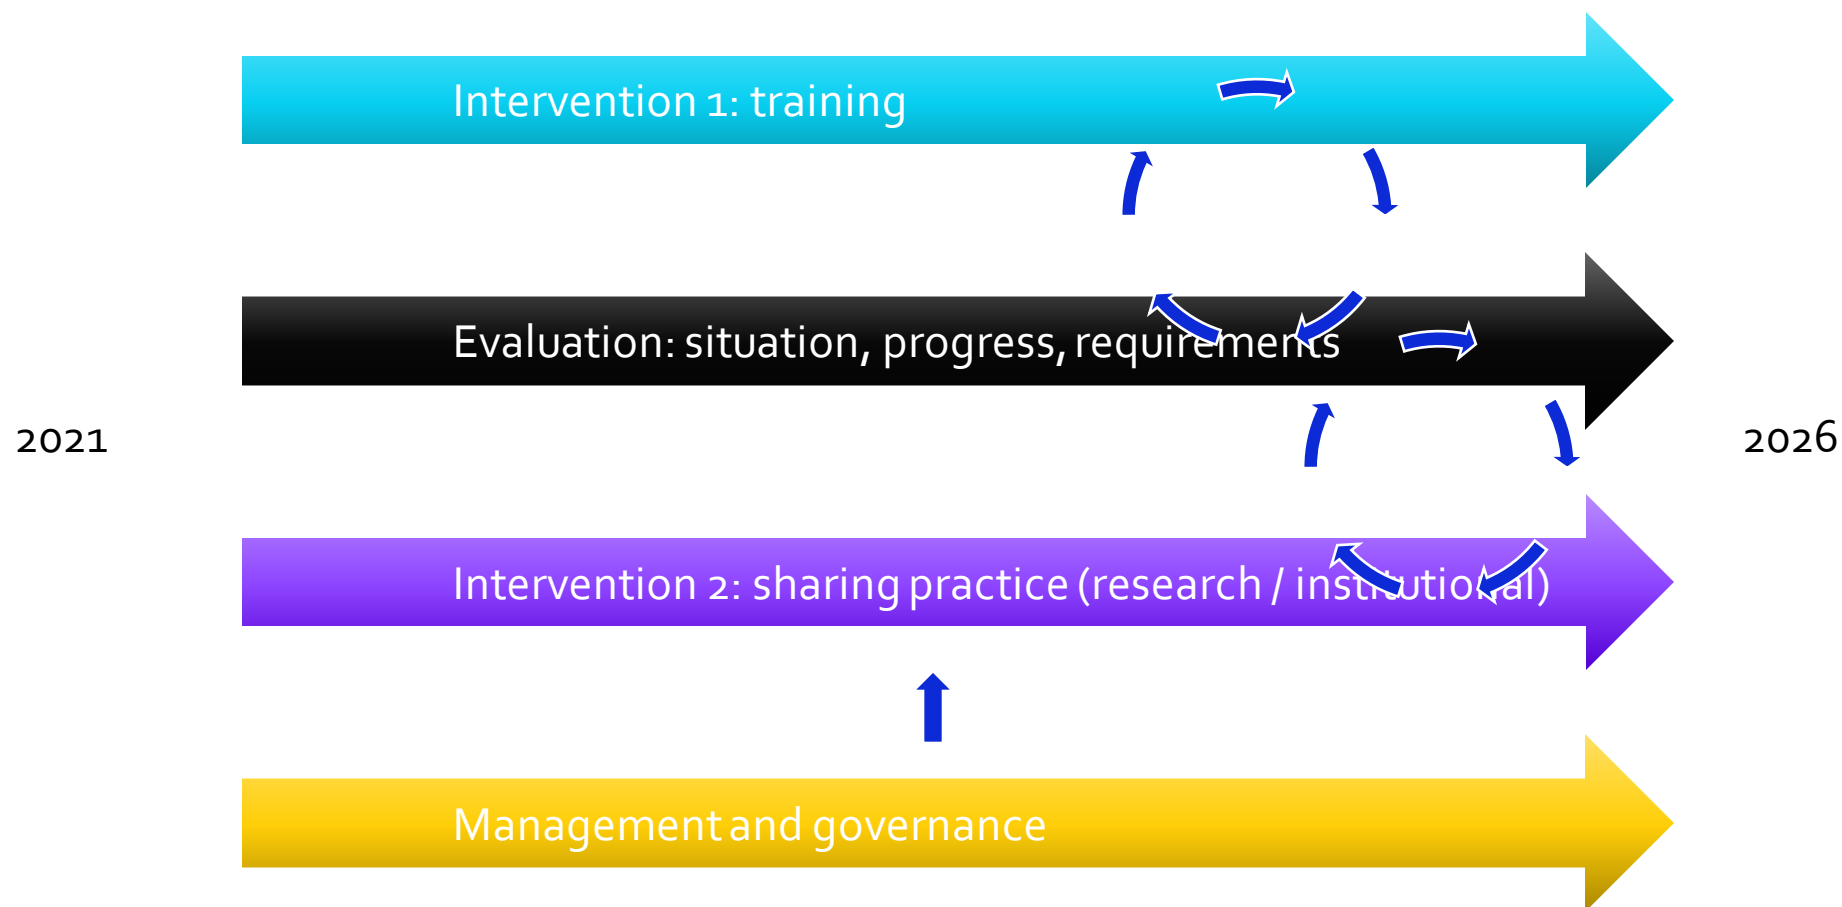 Intervention 1: training
Evaluation: situation, progress, requirements
2021
2026
Intervention 2: sharing practice (research / institutional)
Management and governance